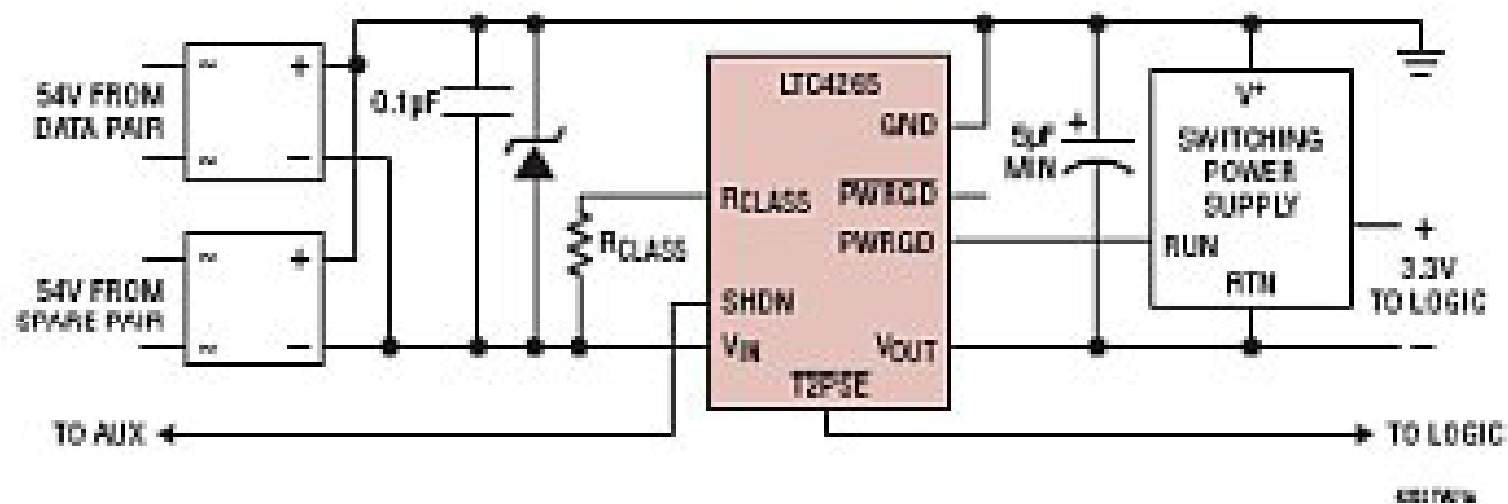 54V FROM
DATA PAIR
~
+
~
−
54V FROM
SPARE PAIR
~
+
~
−
0.1µF
RCLASS
LTC4265
GND
RCLASS
PWRGD
PWRGD
SHDN
VIN
VOUT
T2PSE
5µF
+
MIN
V+
SWITCHING
POWER
SUPPLY
RUN
RTN
+
3.3V
TO LOGIC
−
TO AUX
TO LOGIC